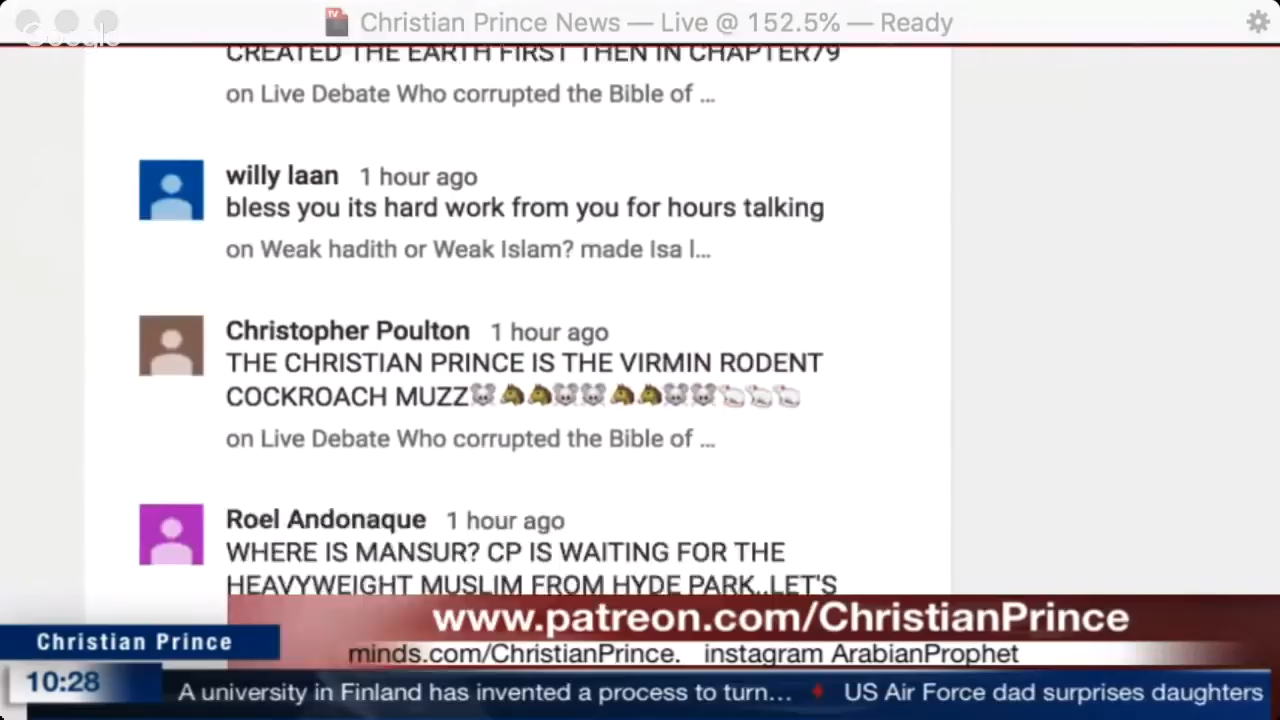 Christian Prince News — Live @ 152.5% — Ready
Google
CREATED THE EARTH FIRST THEN IN CHAPTER79
on Live Debate Who corrupted the Bible of ...
willy laan 1 hour ago
bless you its hard work from you for hours talking
on Weak hadith or Weak Islam? made Isa l...
Christopher Poulton 1 hour ago
THE CHRISTIAN PRINCE IS THE VIRMIN RODENT
COCKROACH MUZZ🐭🐴🐴🐭🐭🐴🐴🐭🐭🐁🐁🐁
on Live Debate Who corrupted the Bible of ...
Roel Andonaque 1 hour ago
WHERE IS MANSUR? CP IS WAITING FOR THE
HEAVYWEIGHT MUSLIM FROM HYDE PARK..LET'S
www.patreon.com/ChristianPrince
Christian Prince
minds.com/ChristianPrince. instagram ArabianProphet
10:28
A university in Finland has invented a process to turn... ♦ US Air Force dad surprises daughters